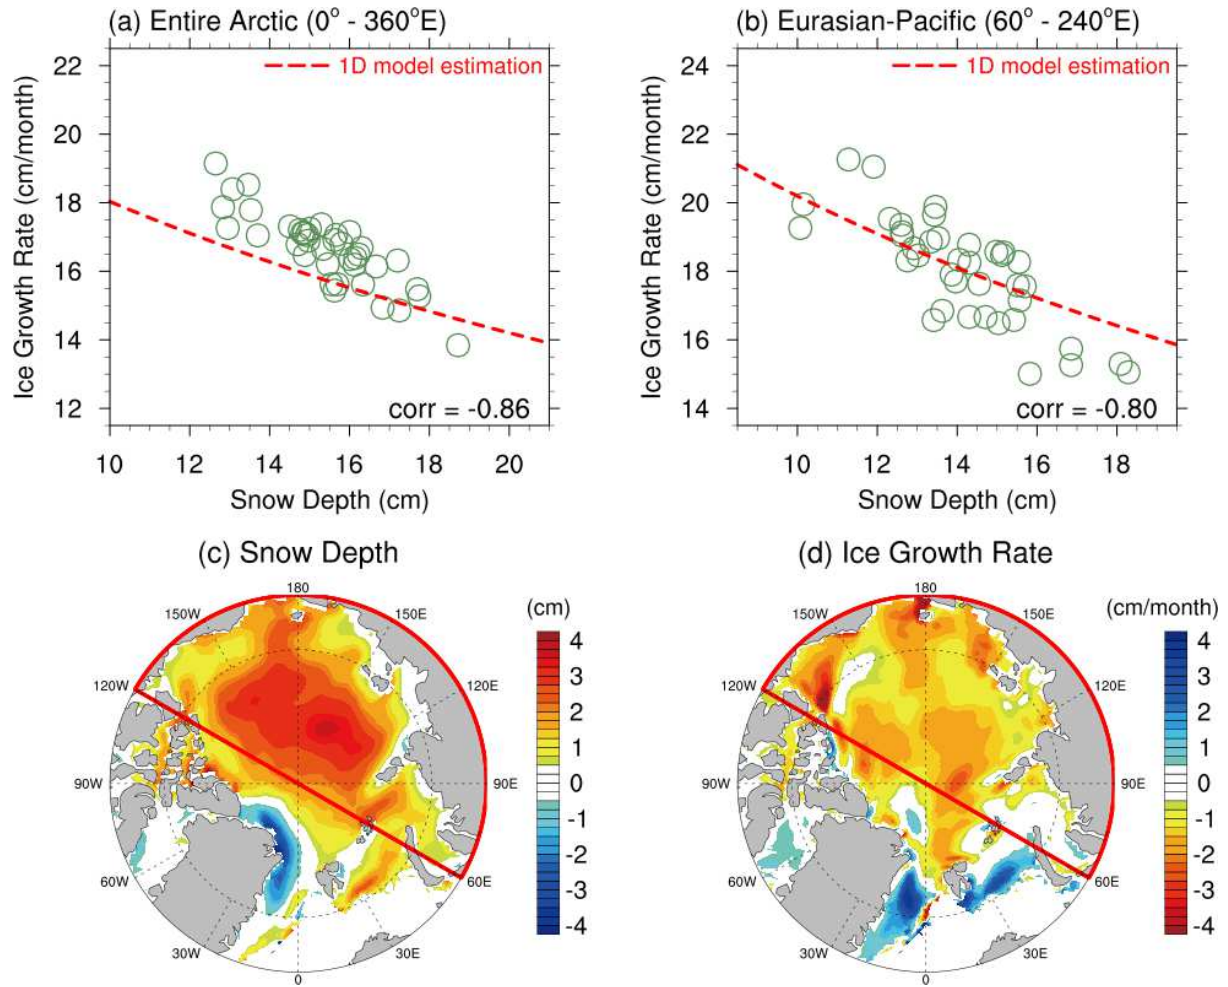 (a) Entire Arctic (0° - 360°E)
1D model estimation
Ice Growth Rate (cm/month)
22
20
18
16
14
12
corr = -0.86
10 12 14 16 18 20
Snow Depth (cm)
(b) Eurasian-Pacific (60° - 240°E)
1D model estimation
Ice Growth Rate (cm/month)
24
22
20
18
16
14
corr = -0.80
10 12 14 16 18
Snow Depth (cm)
(c) Snow Depth
180
150W 150E
120W 120E
90W 90E
60W 60E
30W 30E
0
(cm)
4
3
2
1
0
-1
-2
-3
-4
(d) Ice Growth Rate
180
150W 150E
120W 120E
90W 90E
60W 60E
30W 30E
0
(cm/month)
4
3
2
1
0
-1
-2
-3
-4